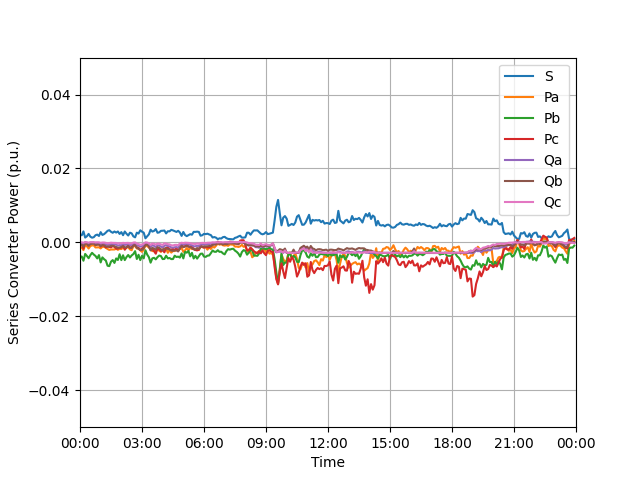 S
Pa
Pb
Pc
Qa
Qb
Qc
0.04
0.02
0.00
−0.02
−0.04
Series Converter Power (p.u.)
00:00 03:00 06:00 09:00 12:00 15:00 18:00 21:00 00:00
Time